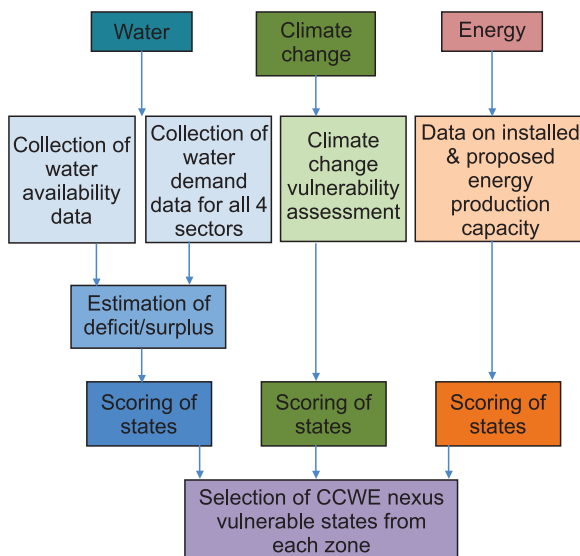 Water
Climate
change
Energy
Collection of
water
availability
data
Collection of
water
demand
data for all 4
sectors
Climate
change
vulnerability
assessment
Data on installed
& proposed
energy
production
capacity
Estimation of
deficit/surplus
Scoring of
states
Scoring of
states
Scoring of
states
Selection of CCWE nexus
vulnerable states from
each zone